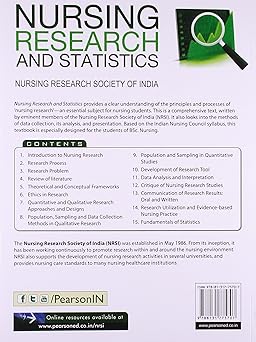 NURSING
RESEARCH
AND STATISTICS
NURSING RESEARCH SOCIETY OF INDIA
Nursing Research and Statistics provides a clear understanding of the principles and processes of
'nursing research'—an essential subject for nursing students. This is a comprehensive text, written
by eminent members of the Nursing Research Society of India (NRSI). It also looks into the methods
of data collection, its analysis, and presentation. Based on the Indian Nursing Council syllabus, this
textbook is especially designed for the students of BSc. Nursing.
CONTENTS
1. Introduction to Nursing Research
2. Research Process
3. Research Problem
4. Review of literature
5. Theoretical and Conceptual Frameworks
6. Ethics in Research
7. Quantitative and Qualitative Research
Approaches and Designs
8. Population, Sampling and Data Collection
Methods in Qualitative Research
9. Population and Sampling in Quantitative
Studies
10. Development of Research Tool
11. Data Analysis and Interpretation
12. Critique of Nursing Research Studies
13. Communication of Research Results: Oral
and Written
14. Research Utilization and Evidence-based
Nursing Practice
15. Fundamentals of Statistics
The Nursing Research Society of India (NRSI) was established in May 1986. From its inception, it
has been working continuously to promote research within and around the nursing environment
NRSI also supports the development of nursing research activities in several universities, and
provides nursing care standards to many nursing healthcare institutions.
f You Tube /PearsonIN
Online resources available at
www.pearsoned.co.in/nrsi
www.pearsoned.co.in